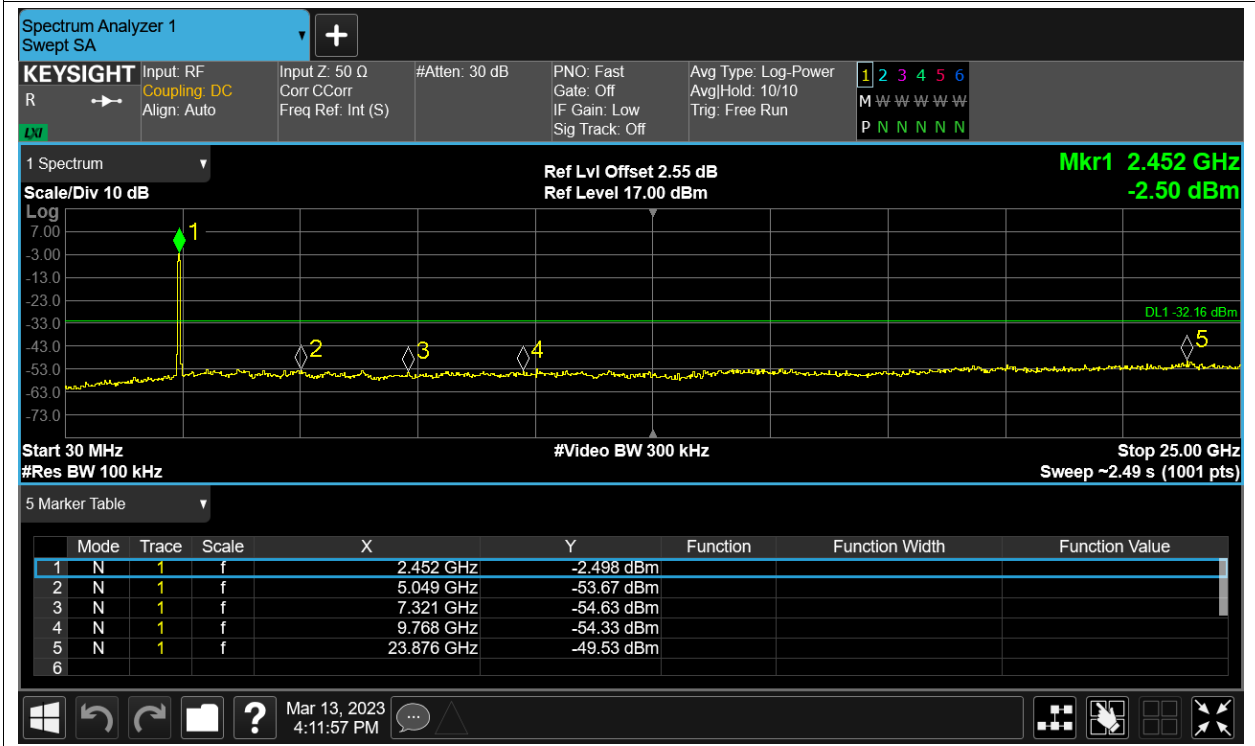 Spectrum Analyzer 1
Swept SA
+
KEYSIGHT
R
LXI
Input: RF
Coupling: DC
Align: Auto
Input Z: 50 Ω
Corr CCorr
Freq Ref: Int (S)
#Atten: 30 dB
PNO: Fast
Gate: Off
IF Gain: Low
Sig Track: Off
Avg Type: Log-Power
Avg|Hold: 10/10
Trig: Free Run
1 2 3 4 5 6
M W W W W W
P N N N N N
1 Spectrum
Scale/Div 10 dB
Ref Lvl Offset 2.55 dB
Ref Level 17.00 dBm
Mkr1 2.452 GHz
-2.50 dBm
Log
7.00
-3.00
-13.0
-23.0
-33.0
-43.0
-53.0
-63.0
-73.0
1
2
3
4
5
DL1 -32.16 dBm
Start 30 MHz
#Res BW 100 kHz
#Video BW 300 kHz
Stop 25.00 GHz
Sweep ~2.49 s (1001 pts)
5 Marker Table
Mode Trace Scale X Y Function Function Width Function Value
1 N 1 f 2.452 GHz -2.498 dBm
2 N 1 f 5.049 GHz -53.67 dBm
3 N 1 f 7.321 GHz -54.63 dBm
4 N 1 f 9.768 GHz -54.33 dBm
5 N 1 f 23.876 GHz -49.53 dBm
6
?
Mar 13, 2023
4:11:57 PM